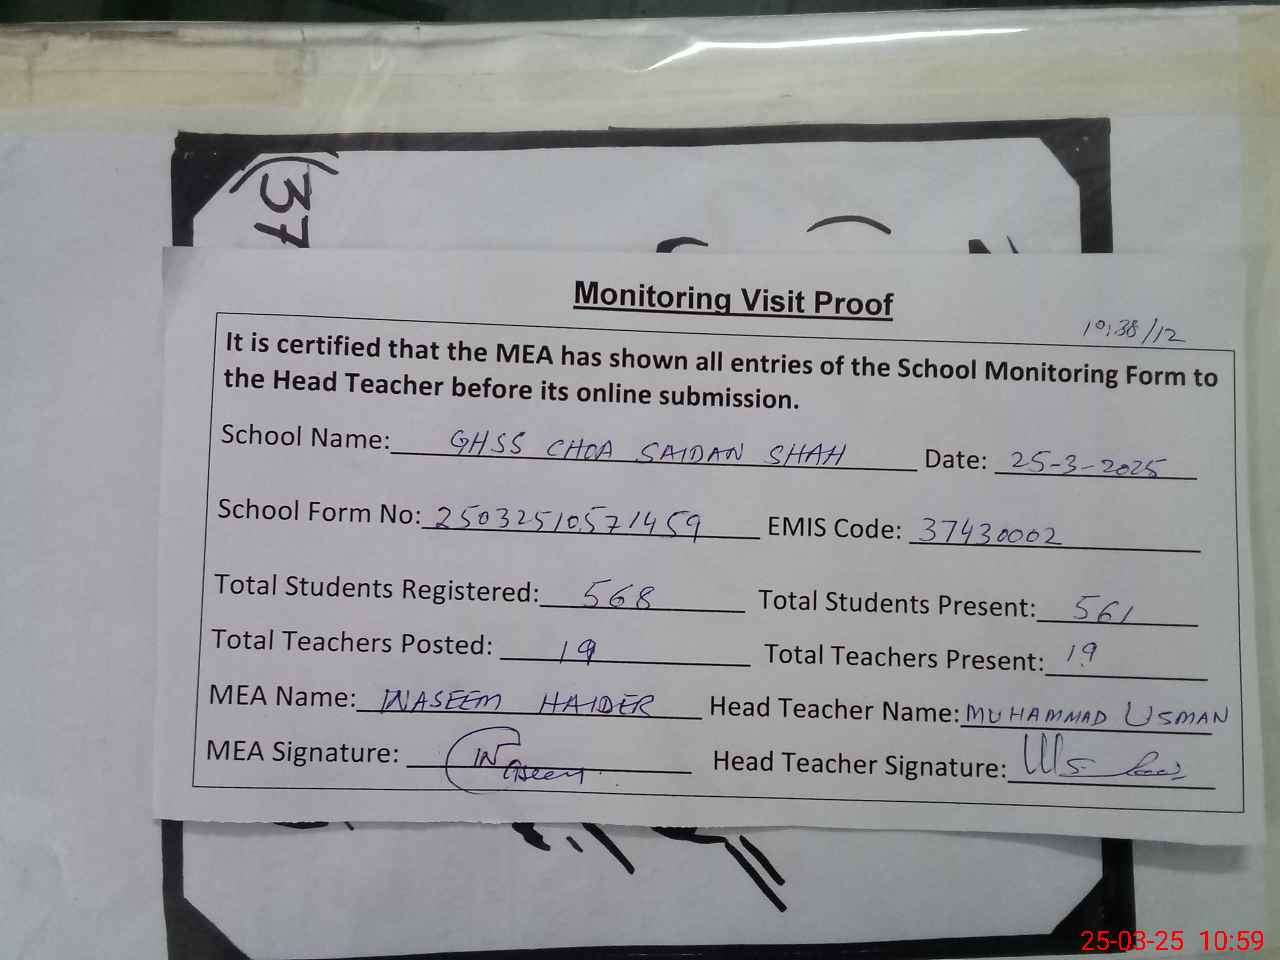 (37
Monitoring Visit Proof
10:38/12
It is certified that the MEA has shown all entries of the School Monitoring Form to
the Head Teacher before its online submission.
School Name: GHSS CHOA SAIDAN SHAH Date: 25-3-2025
School Form No: 25032510571459 EMIS Code: 37430002
Total Students Registered: 568 Total Students Present: 561
Total Teachers Posted: 19 Total Teachers Present: 19
MEA Name: WASEEM HAIDER Head Teacher Name: MUHAMMAD USMAN
MEA Signature: Waseem Head Teacher Signature:
25-03-25 10:59